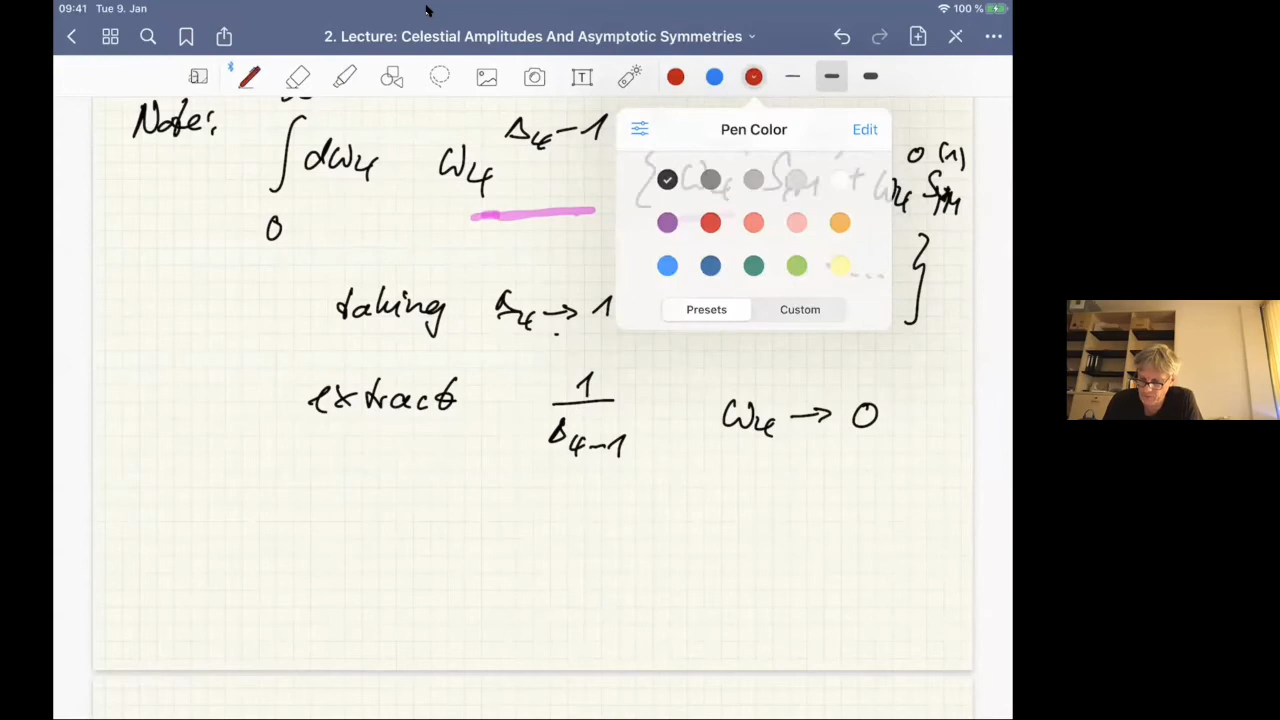 09:41 Tue 9. Jan 100 %
2. Lecture: Celestial Amplitudes And Asymptotic Symmetries
Note:
∫ dω₄ ω₄ Δ₄−1
0
Pen Color
Edit
Presets Custom
taking Δ₄ → 1
extract 1/(Δ₄−1) ω₄ → 0